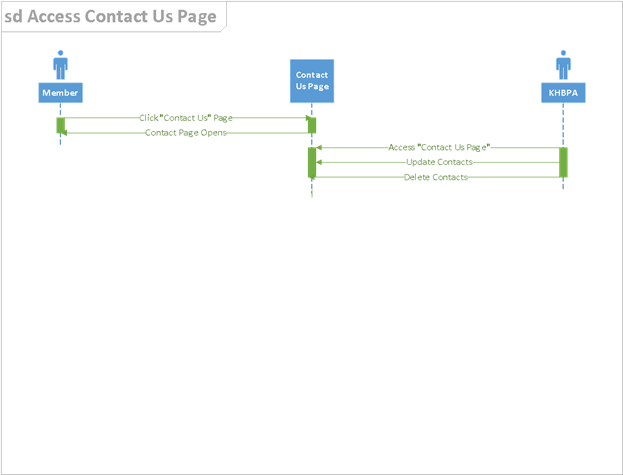 sd Access Contact Us Page
Member
Contact
Us Page
KHBPA
Click "Contact Us" Page
Contact Page Opens
Access "Contact Us Page"
Update Contacts
Delete Contacts